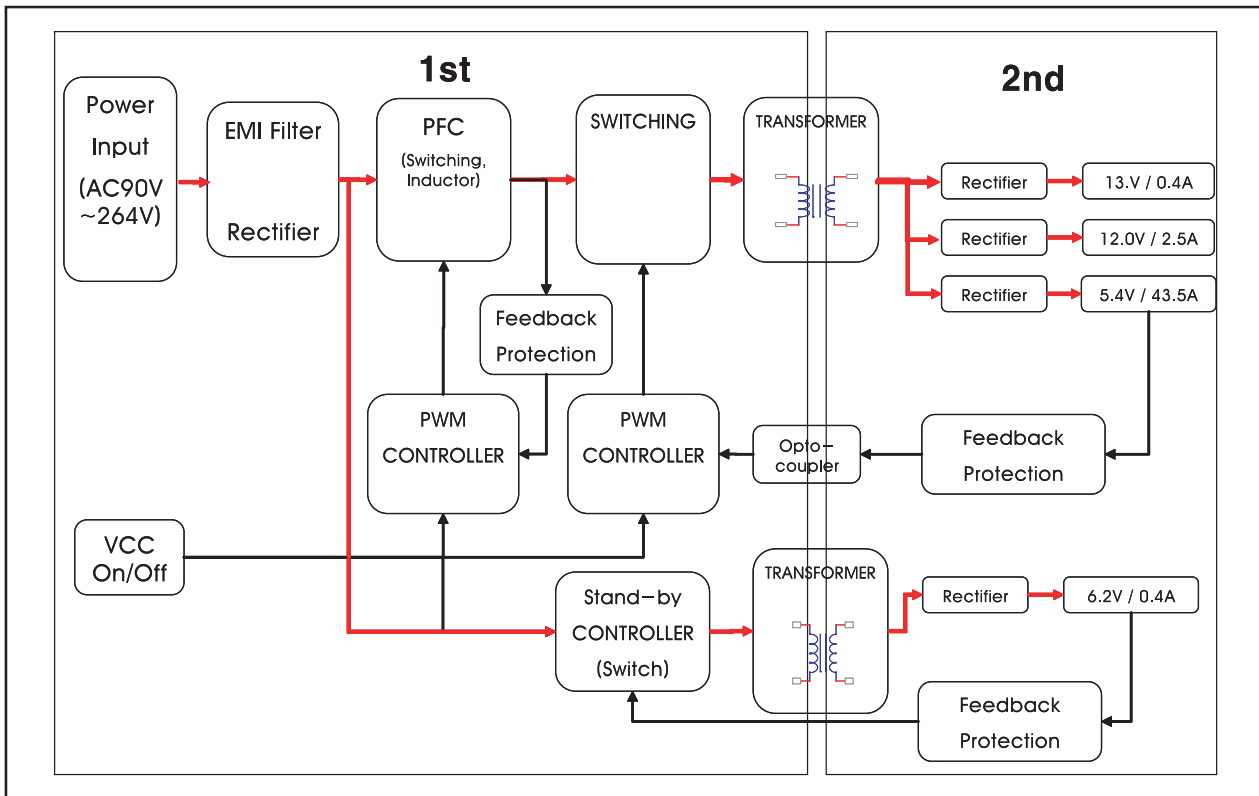 1st
2nd
Power
Input
(AC90V
~264V)
EMI Filter
Rectifier
PFC
(Switching,
Inductor)
SWITCHING
TRANSFORMER
Rectifier
13.V / 0.4A
Rectifier
12.0V / 2.5A
Rectifier
5.4V / 43.5A
Feedback
Protection
PWM
CONTROLLER
PWM
CONTROLLER
Opto-
coupler
Feedback
Protection
VCC
On/Off
Stand-by
CONTROLLER
(Switch)
TRANSFORMER
Rectifier
6.2V / 0.4A
Feedback
Protection